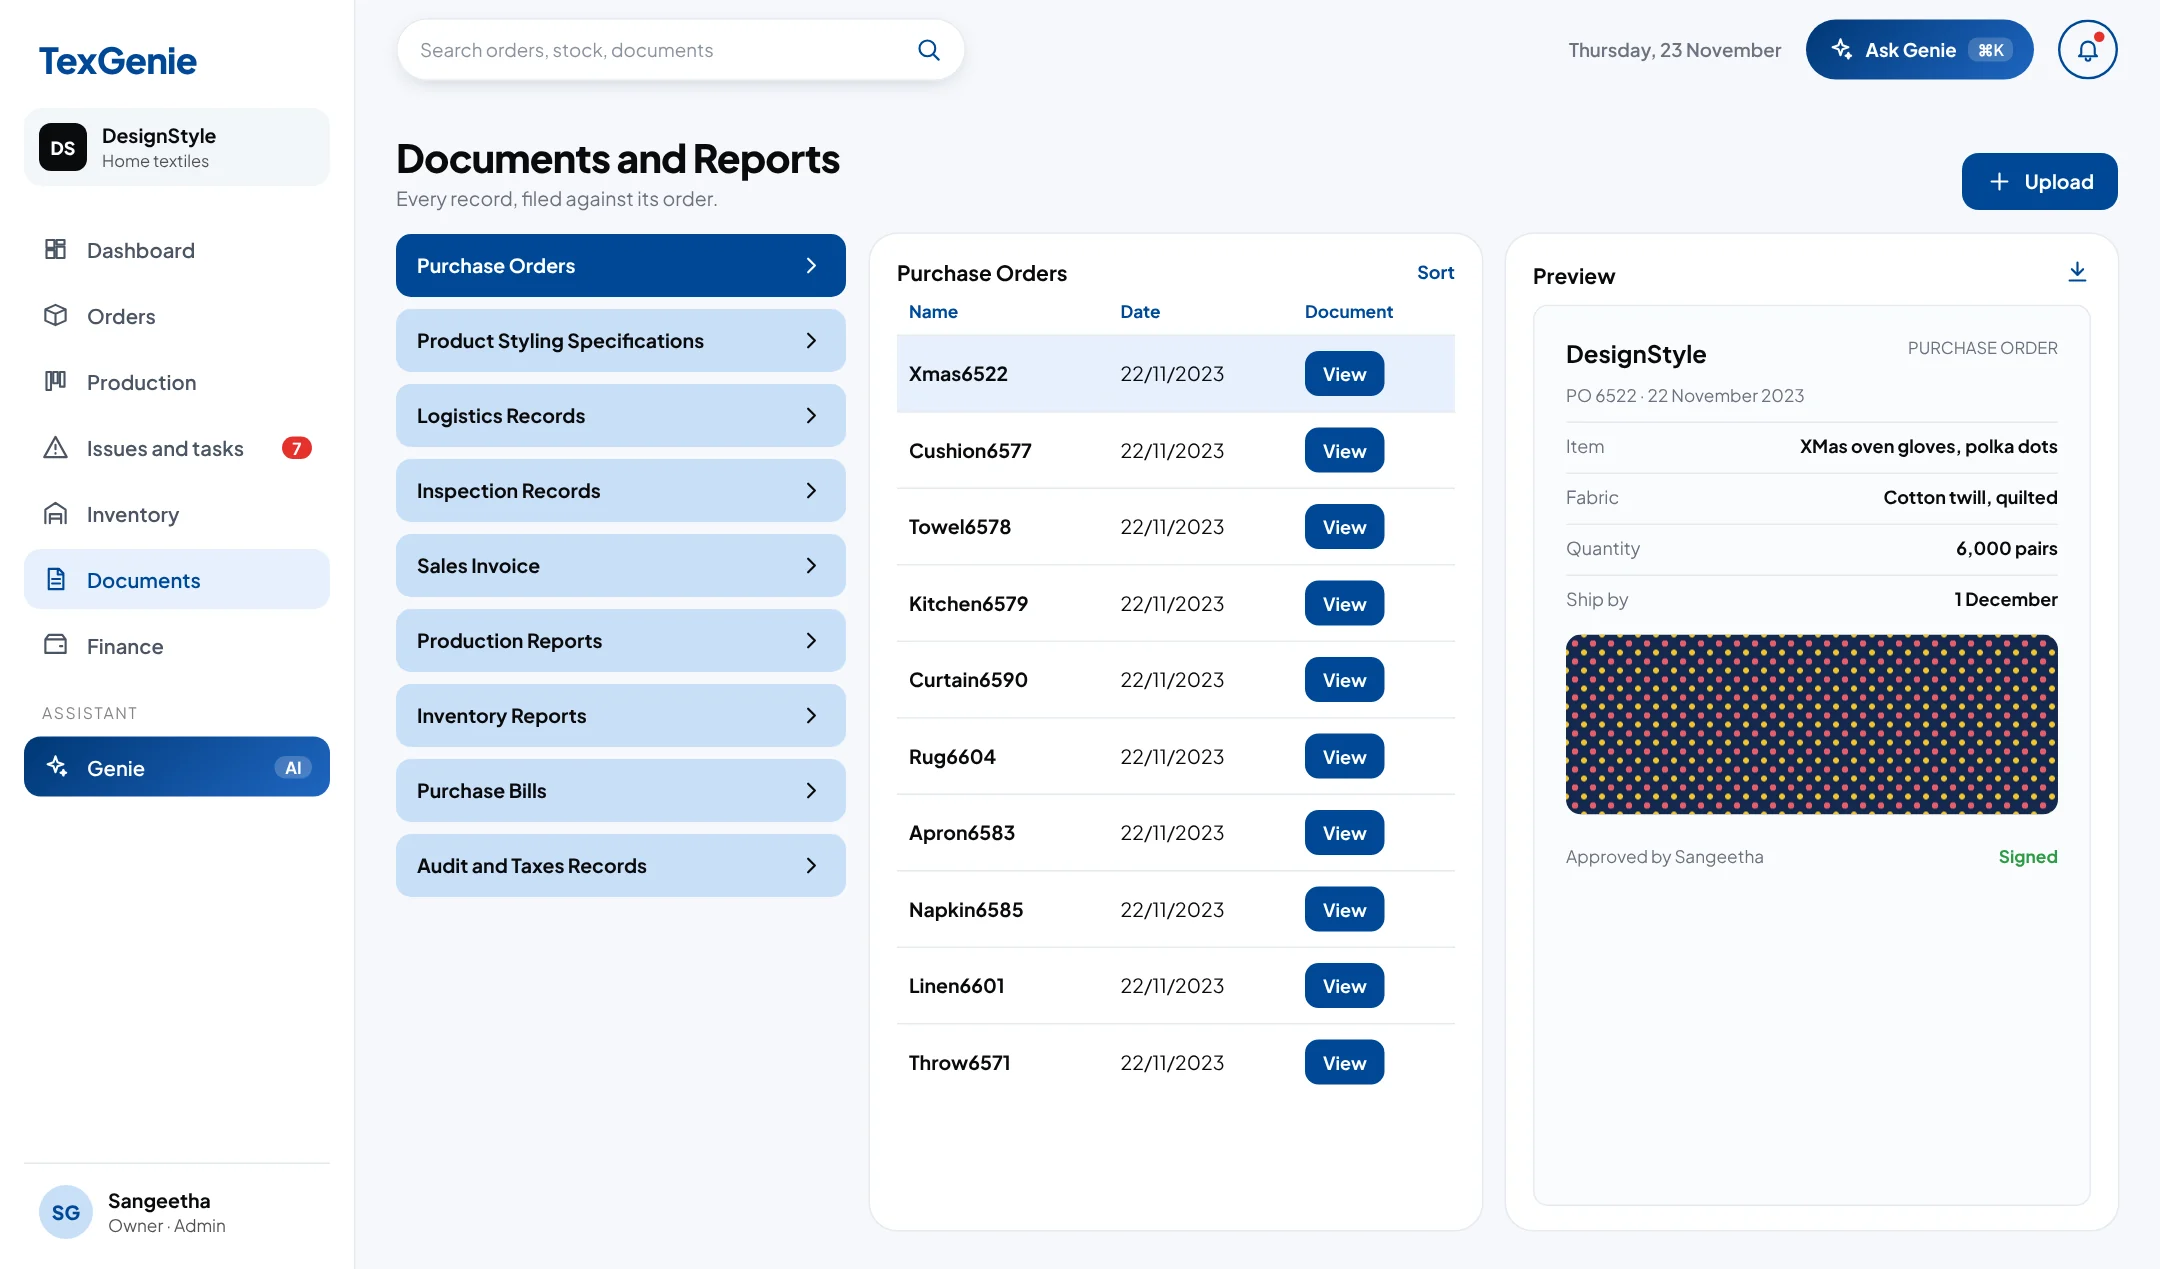 TexGenie
DS
DesignStyle
Home textiles
Dashboard
Orders
Production
Issues and tasks 7
Inventory
Documents
Finance
ASSISTANT
Genie AI
SG
Sangeetha
Owner · Admin
Search orders, stock, documents
Thursday, 23 November
Ask Genie ⌘K
Documents and Reports
Every record, filed against its order.
+ Upload
Purchase Orders
Product Styling Specifications
Logistics Records
Inspection Records
Sales Invoice
Production Reports
Inventory Reports
Purchase Bills
Audit and Taxes Records
Purchase Orders Sort
Name Date Document
Xmas6522 22/11/2023 View
Cushion6577 22/11/2023 View
Towel6578 22/11/2023 View
Kitchen6579 22/11/2023 View
Curtain6590 22/11/2023 View
Rug6604 22/11/2023 View
Apron6583 22/11/2023 View
Napkin6585 22/11/2023 View
Linen6601 22/11/2023 View
Throw6571 22/11/2023 View
Preview
DesignStyle PURCHASE ORDER
PO 6522 · 22 November 2023
Item XMas oven gloves, polka dots
Fabric Cotton twill, quilted
Quantity 6,000 pairs
Ship by 1 December
Approved by Sangeetha Signed